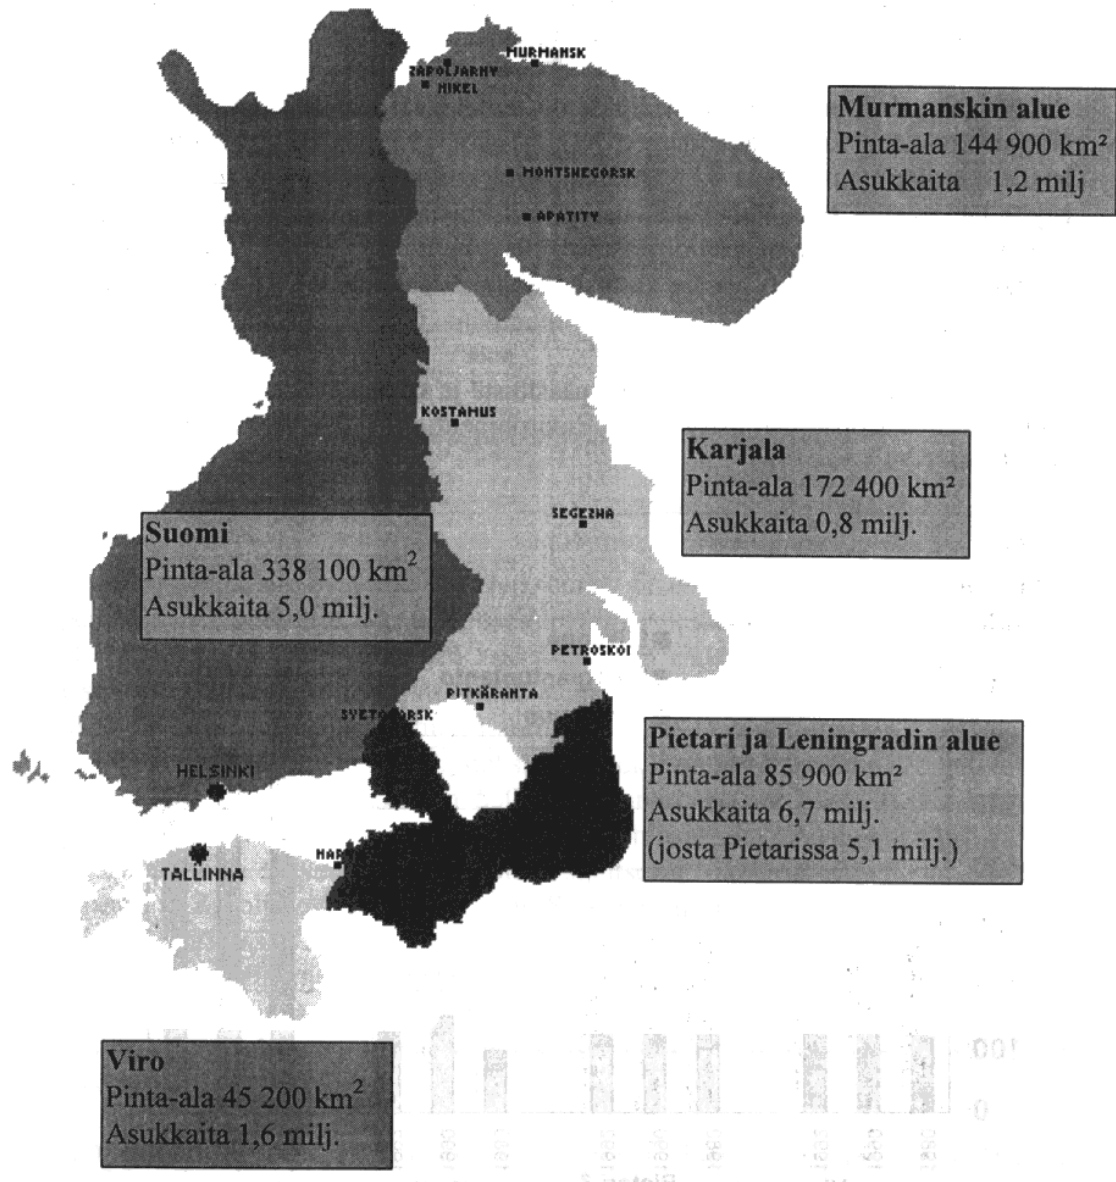 MURMANSK
ZAPOLJARNY
NIKEL
MONTSHEGORSK
APATITY
Murmanskin alue
Pinta-ala 144 900 km²
Asukkaita 1,2 milj
KOSTAMUS
Karjala
Pinta-ala 172 400 km²
Asukkaita 0,8 milj.
SEGEZHA
Suomi
Pinta-ala 338 100 km²
Asukkaita 5,0 milj.
PETROSKOI
PITKÄRANTA
Pietari ja Leningradin alue
Pinta-ala 85 900 km²
Asukkaita 6,7 milj.
(josta Pietarissa 5,1 milj.)
HELSINKI
TALLINNA
Viro
Pinta-ala 45 200 km²
Asukkaita 1,6 milj.